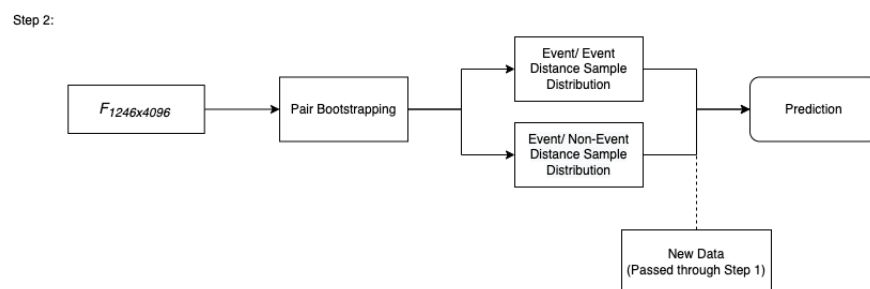 Step 2:
F1246x4096
Pair Bootstrapping
Event/ Event
Distance Sample
Distribution
Event/ Non-Event
Distance Sample
Distribution
Prediction
New Data
(Passed through Step 1)